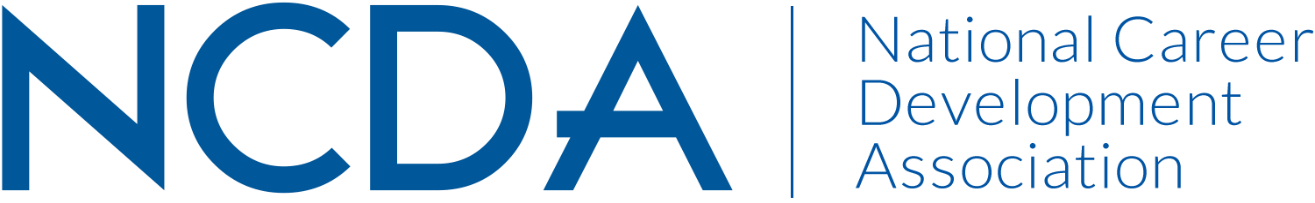 NCDA
National Career
Development
Association